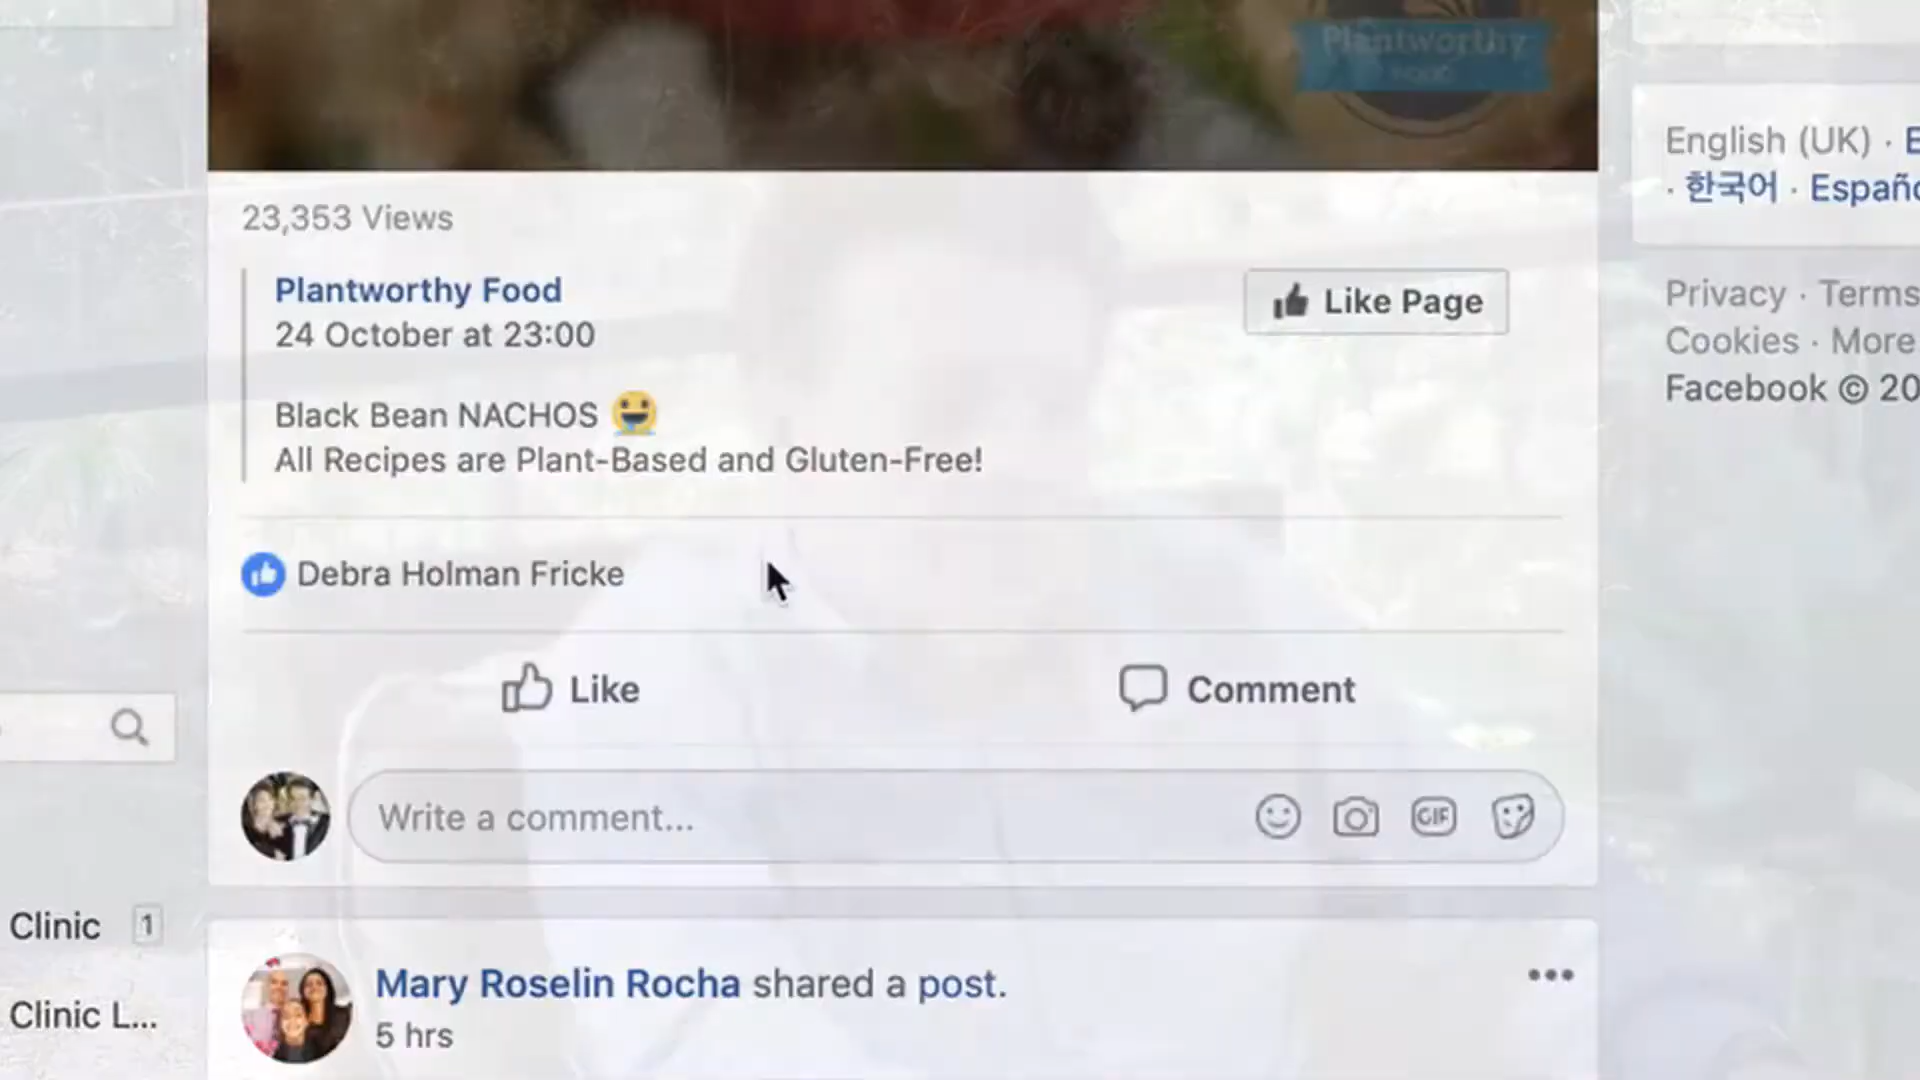 Plantworthy
FOOD
23,353 Views
Plantworthy Food
24 October at 23:00
Like Page
Black Bean NACHOS
All Recipes are Plant-Based and Gluten-Free!
Debra Holman Fricke
Like
Comment
Write a comment...
GIF
Mary Roselin Rocha shared a post.
5 hrs
Clinic 1
Clinic L...
English (UK) ·
· 한국어 · Españo
Privacy · Terms
Cookies · More
Facebook © 20